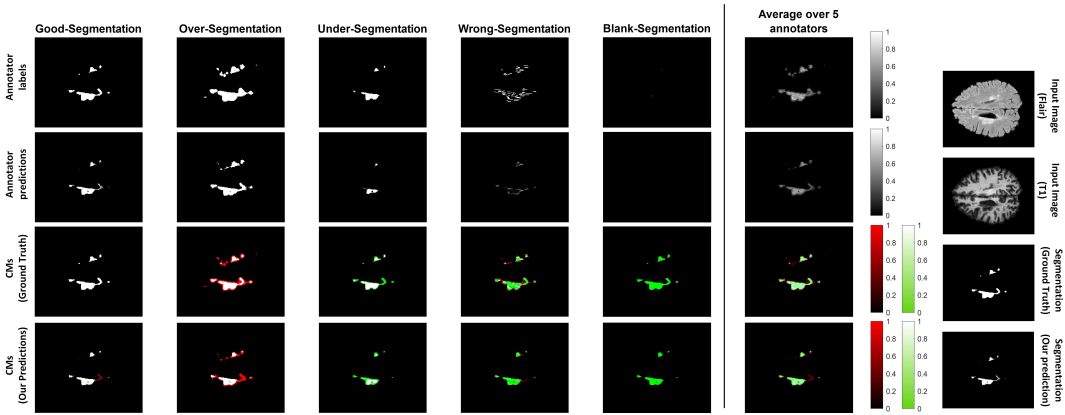 Good-Segmentation
Over-Segmentation
Under-Segmentation
Wrong-Segmentation
Blank-Segmentation
Average over 5
annotators
Annotator
labels
Annotator
predictions
CMs
(Ground Truth)
CMs
(Our Predictions)
1
0.8
0.6
0.4
0.2
0
1
0.8
0.6
0.4
0.2
0
1
0.8
0.6
0.4
0.2
0
1
0.8
0.6
0.4
0.2
0
1
0.8
0.6
0.4
0.2
0
1
0.8
0.6
0.4
0.2
0
Input Image
(Flair)
Input Image
(T1)
Segmentation
(Ground Truth)
Segmentation
(Our prediction)